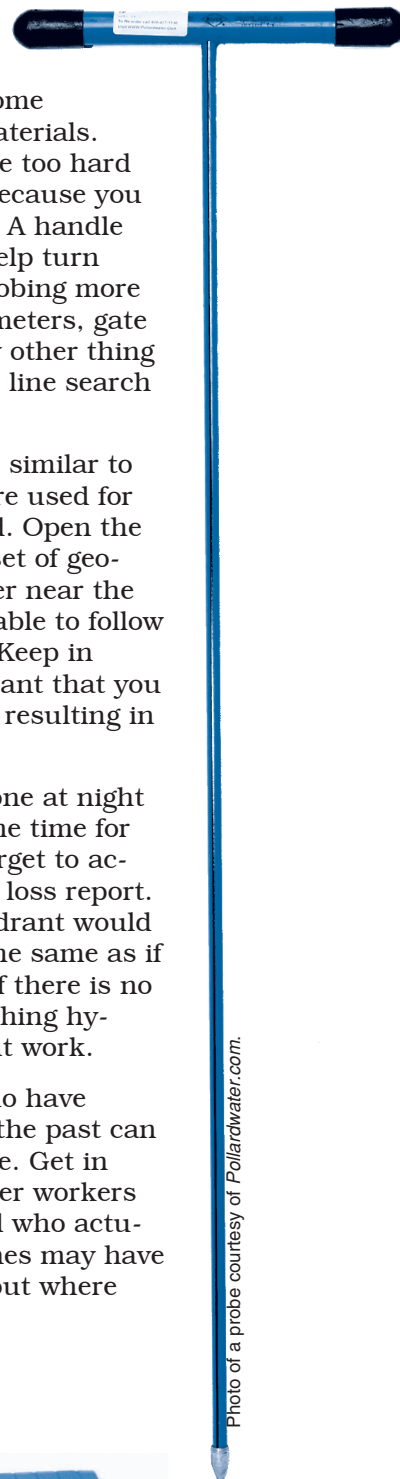 ome
aterials.
e too hard
ecause you
A handle
elp turn
obing more
meters, gate
other thing
line search
similar to
re used for
l. Open the
set of geo-
er near the
able to follow
Keep in
ant that you
resulting in
one at night
ne time for
rget to ac-
loss report.
drant would
ne same as if
f there is no
shing hy-
t work.
no have
the past can
e. Get in
er workers
d who actu-
nes may have
out where
Photo of a probe courtesy of Pollardwater.com.